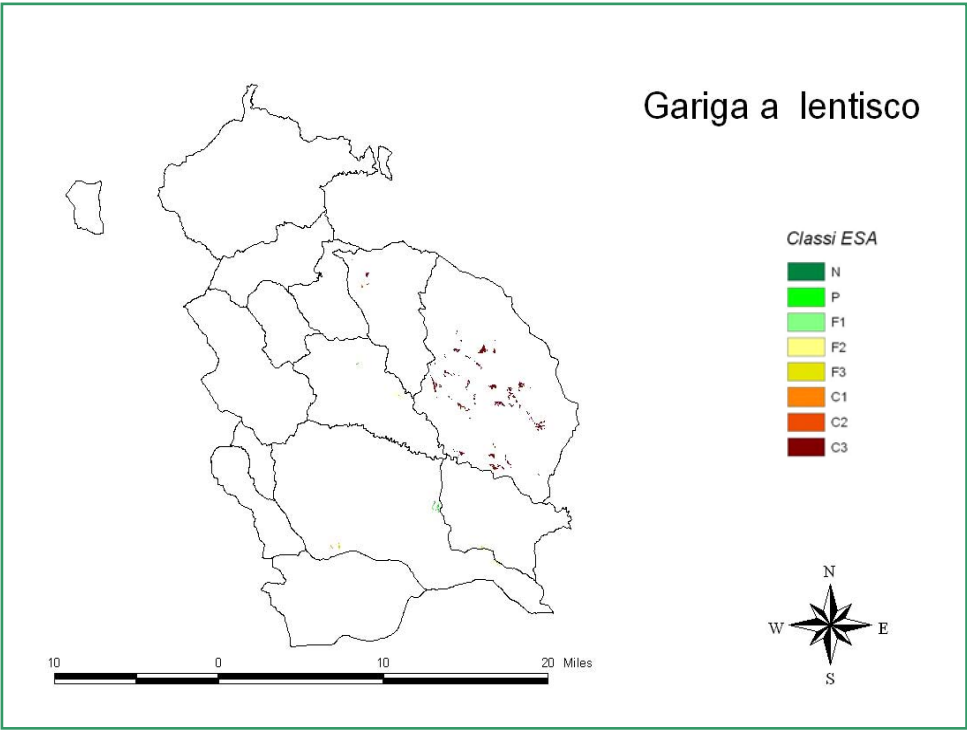 Gariga a lentisco
Classi ESA
N
P
F1
F2
F3
C1
C2
C3
N
W E
S
10 0 10 20 Miles